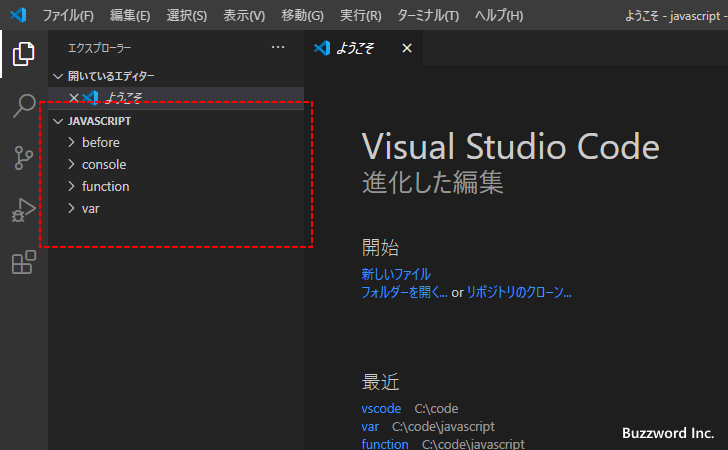 ファイル(F) 編集(E) 選択(S) 表示(V) 移動(G) 実行(R) ターミナル(T) ヘルプ(H) ようこそ - javascript -
エクスプローラー ...
ようこそ ×
開いているエディター
× ようこそ
JAVASCRIPT
before
console
function
var
Visual Studio Code
進化した編集
開始
新しいファイル
フォルダーを開く... or リポジトリのクローン...
最近
vscode C:\code
var C:\code\javascript
function C:\code\javascript
Buzzword Inc.